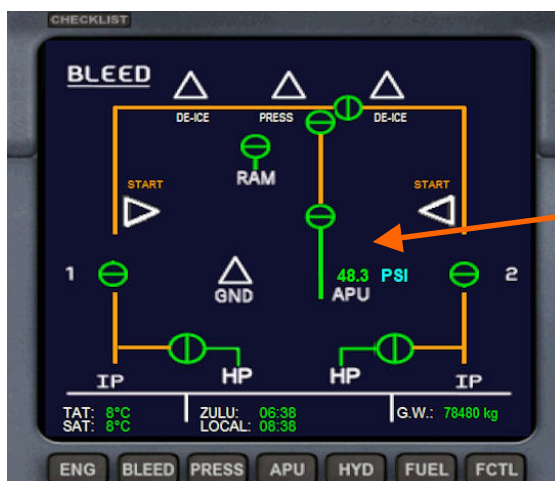 CHECKLIST
BLEED
DE-ICE PRESS DE-ICE
RAM
START START
1 2
48.3 PSI
GND APU
HP HP
IP IP
TAT: 8°C ZULU: 06:38 G.W.: 78480 kg
SAT: 8°C LOCAL: 08:38
ENG BLEED PRESS APU HYD FUEL FCTL